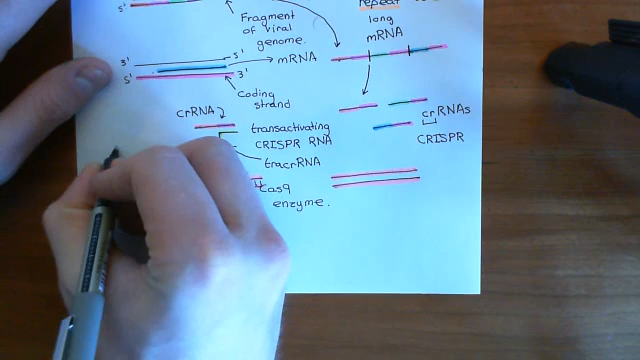 5'
Fragment
of viral
genome.
repeat
long
mRNA
3'
5'
mRNA
5'
3'
Coding
strand
crRNA
transactivating
CRISPR RNA
tracrRNA
crRNAs
CRISPR
Cas9
enzyme.